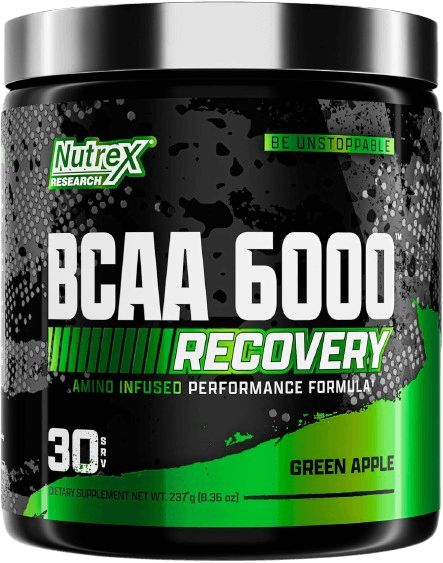 Nutrex
RESEARCH
BE UNSTOPPABLE
BCAA 6000™
RECOVERY
AMINO INFUSED PERFORMANCE FORMULA
30 SRV
GREEN APPLE
DIETARY SUPPLEMENT NET WT. 237g (8.35 oz)